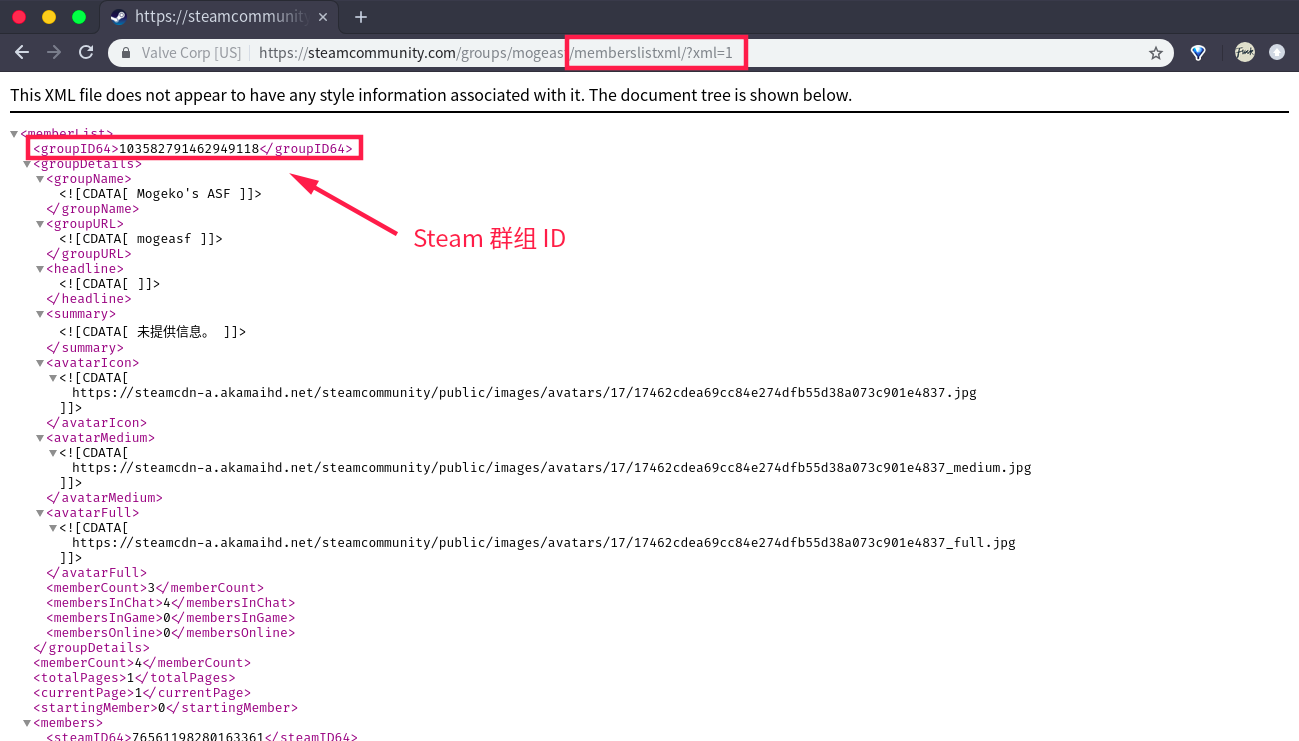 https://steamcommunity
Valve Corp [US] https://steamcommunity.com/groups/mogeasf/memberslistxml/?xml=1
This XML file does not appear to have any style information associated with it. The document tree is shown below.
<memberList>
<groupID64>103582791462949118</groupID64>
<groupDetails>
<groupName>
<![CDATA[ Mogeko's ASF ]]>
</groupName>
<groupURL>
Steam 群组 ID
<![CDATA[ mogeasf ]]>
</groupURL>
<headline>
<![CDATA[ ]]>
</headline>
<summary>
<![CDATA[ 未提供信息。 ]]>
</summary>
<avatarIcon>
<![CDATA[
https://steamcdn-a.akamaihd.net/steamcommunity/public/images/avatars/17/17462cdea69cc84e274dfb55d38a073c901e4837.jpg
]]>
</avatarIcon>
<avatarMedium>
<![CDATA[
https://steamcdn-a.akamaihd.net/steamcommunity/public/images/avatars/17/17462cdea69cc84e274dfb55d38a073c901e4837_medium.jpg
]]>
</avatarMedium>
<avatarFull>
<![CDATA[
https://steamcdn-a.akamaihd.net/steamcommunity/public/images/avatars/17/17462cdea69cc84e274dfb55d38a073c901e4837_full.jpg
]]>
</avatarFull>
<memberCount>3</memberCount>
<membersInChat>4</membersInChat>
<membersInGame>0</membersInGame>
<membersOnline>0</membersOnline>
</groupDetails>
<memberCount>4</memberCount>
<totalPages>1</totalPages>
<currentPage>1</currentPage>
<startingMember>0</startingMember>
<members>
<steamID64>76561198280163361</steamID64>